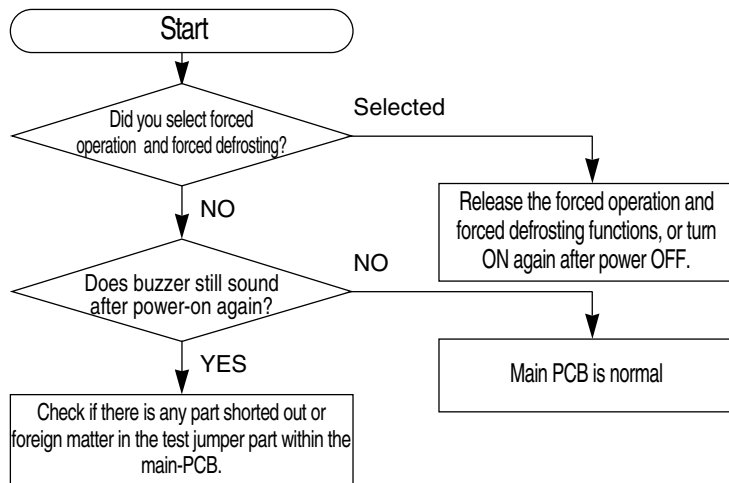 Start
Did you select forced
operation and forced defrosting?
Selected
Release the forced operation and
forced defrosting functions, or turn
ON again after power OFF.
NO
Does buzzer still sound
after power-on again?
NO
Main PCB is normal
YES
Check if there is any part shorted out or
foreign matter in the test jumper part within the
main-PCB.